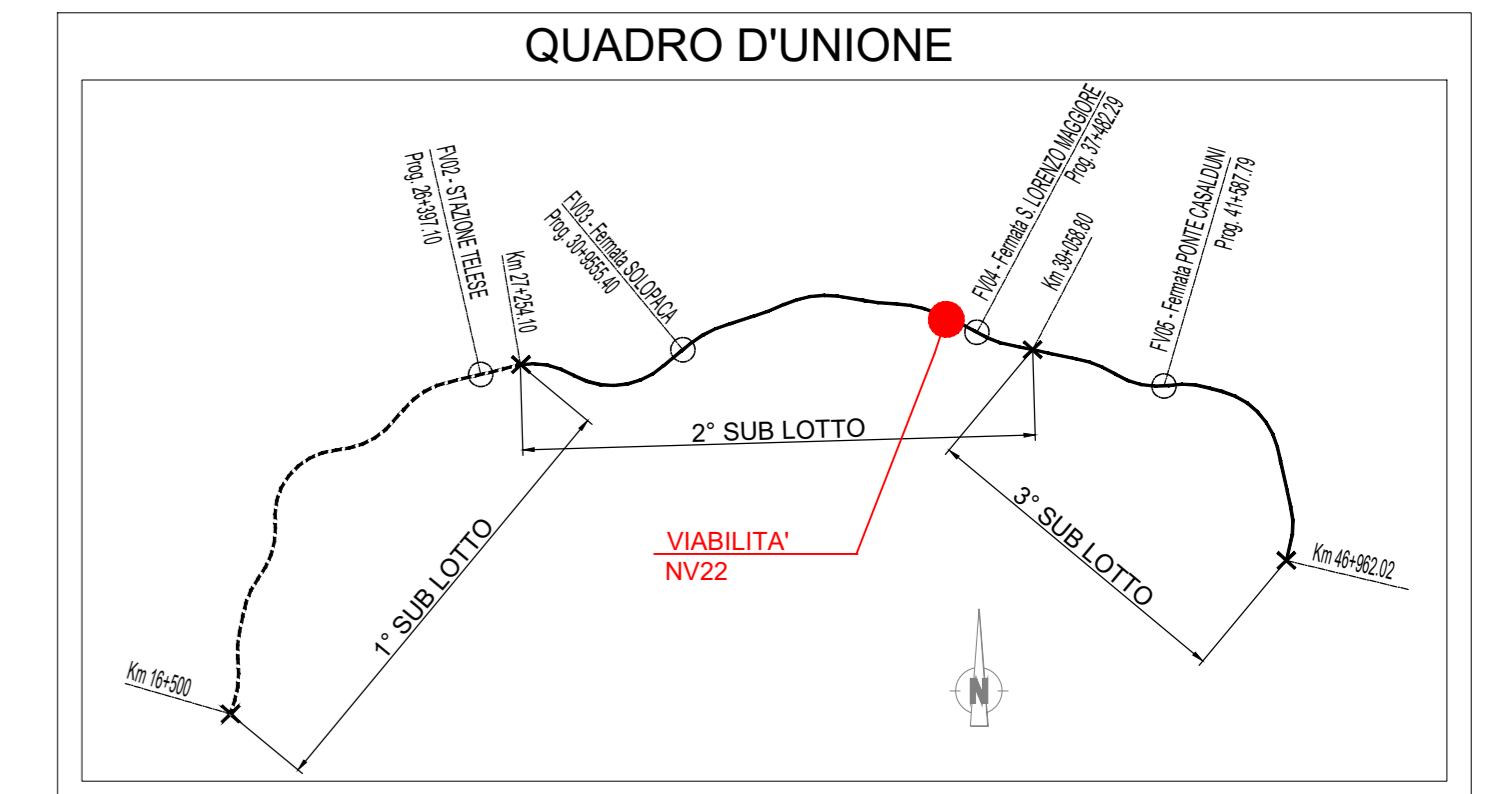 QUADRO D'UNIONE
FV02 - STAZIONE TELESE
Prog. 26+397.10
Km 27+254.10
FV03 - Fermata SOLOPACA
Prog. 30+9555.40
FV04 - Fermata S. LORENZO MAGGIORE
Prog. 37+482.29
Km 39+058.80
FV05 - Fermata PONTE CASALDUNI
Prog. 41+587.79
2° SUB LOTTO
1° SUB LOTTO
3° SUB LOTTO
VIABILITA'
NV22
Km 46+962.02
Km 16+500
N